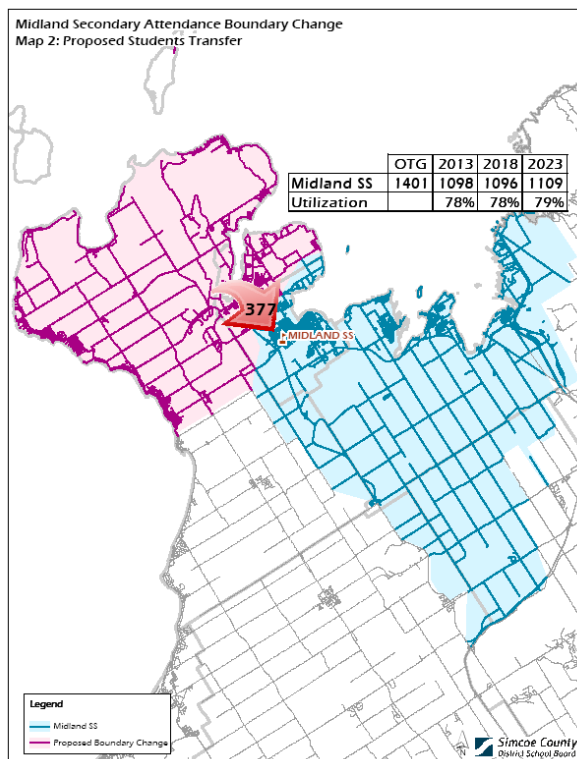 Midland Secondary Attendance Boundary Change
Map 2: Proposed Students Transfer
OTG 2013 2018 2023
Midland SS 1401 1098 1096 1109
Utilization 78% 78% 79%
377
MIDLAND SS
Legend
Midland SS
Proposed Boundary Change
N
Simcoe County
District School Board